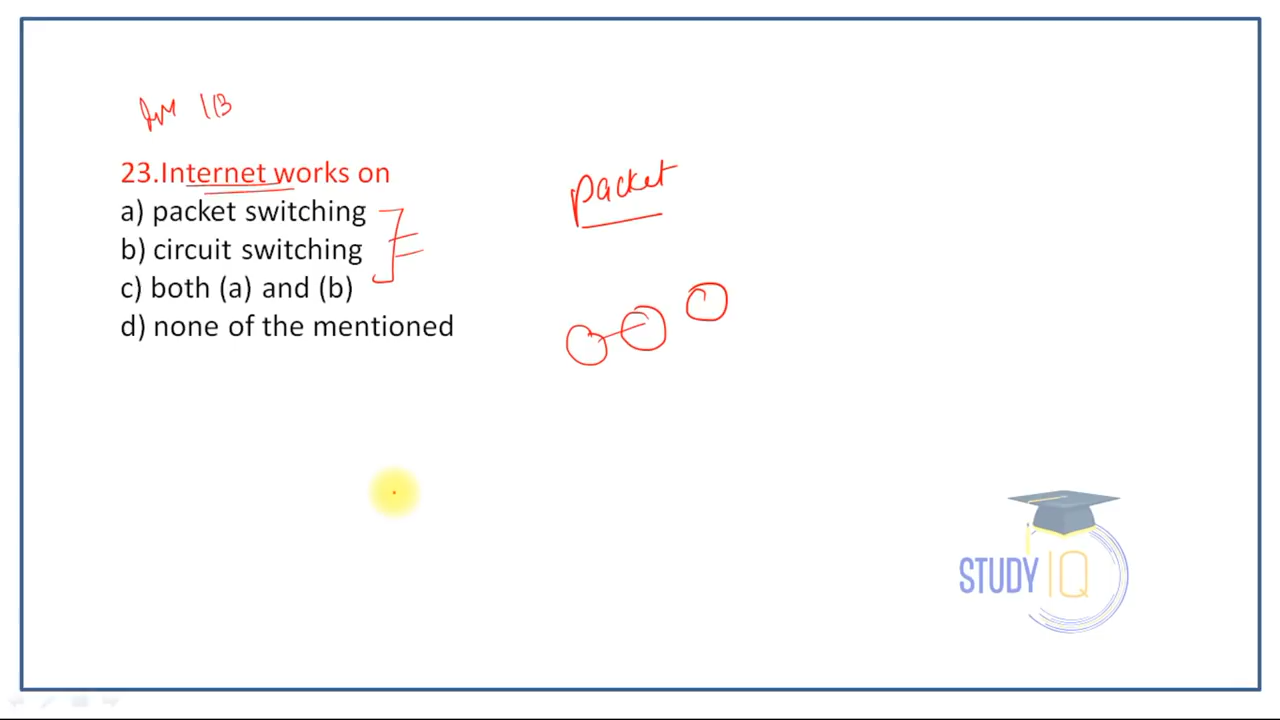 23.Internet works on
a) packet switching
b) circuit switching
c) both (a) and (b)
d) none of the mentioned
packet
STUDY IQ